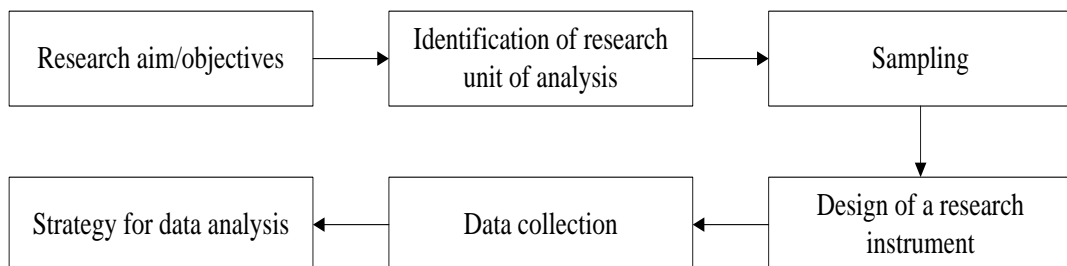 Research aim/objectives
Identification of research
unit of analysis
Sampling
Design of a research
instrument
Data collection
Strategy for data analysis